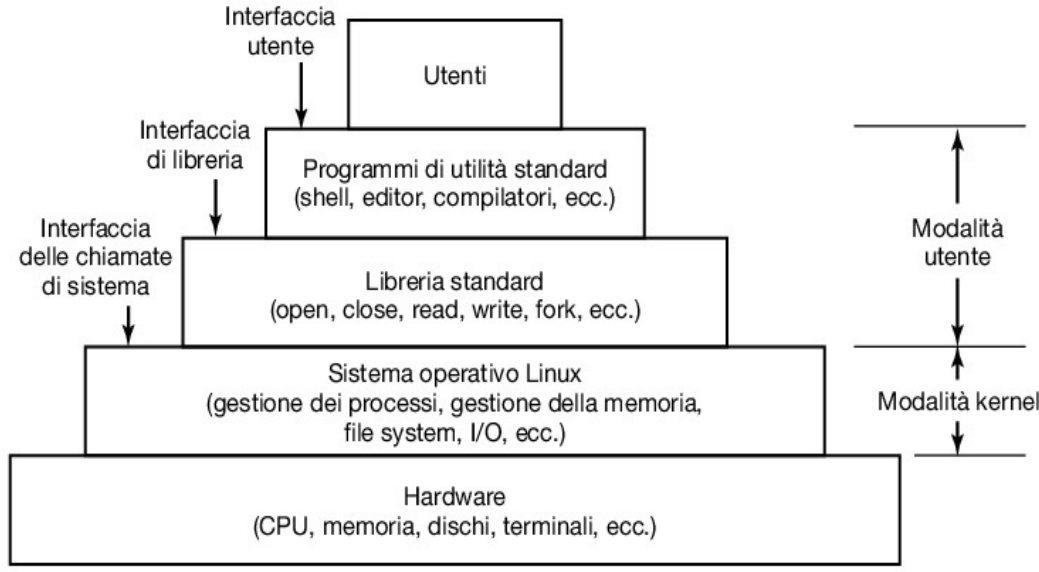 Interfaccia
utente
Utenti
Interfaccia
di libreria
Programmi di utilità standard
(shell, editor, compilatori, ecc.)
Interfaccia
delle chiamate
di sistema
Modalità
utente
Libreria standard
(open, close, read, write, fork, ecc.)
Sistema operativo Linux
(gestione dei processi, gestione della memoria,
file system, I/O, ecc.)
Modalità kernel
Hardware
(CPU, memoria, dischi, terminali, ecc.)